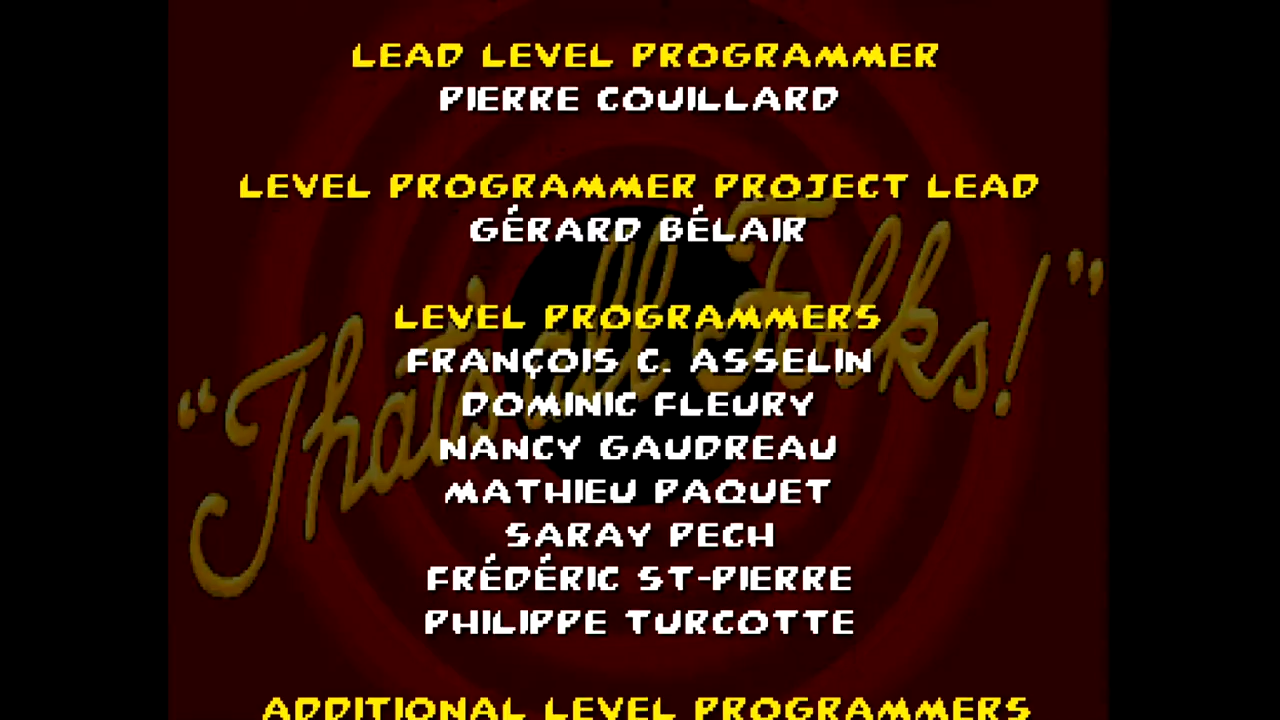 LEAD LEVEL PROGRAMMER
PIERRE COUILLARD
LEVEL PROGRAMMER PROJECT LEAD
GÉRARD BÉLAIR
LEVEL PROGRAMMERS
FRANÇOIS C. ASSELIN
DOMINIC FLEURY
NANCY GAUDREAU
MATHIEU PAQUET
SARAY PECH
FRÉDÉRIC ST-PIERRE
PHILIPPE TURCOTTE
ADDITIONAL LEVEL PROGRAMMERS
"That's all Folks!"